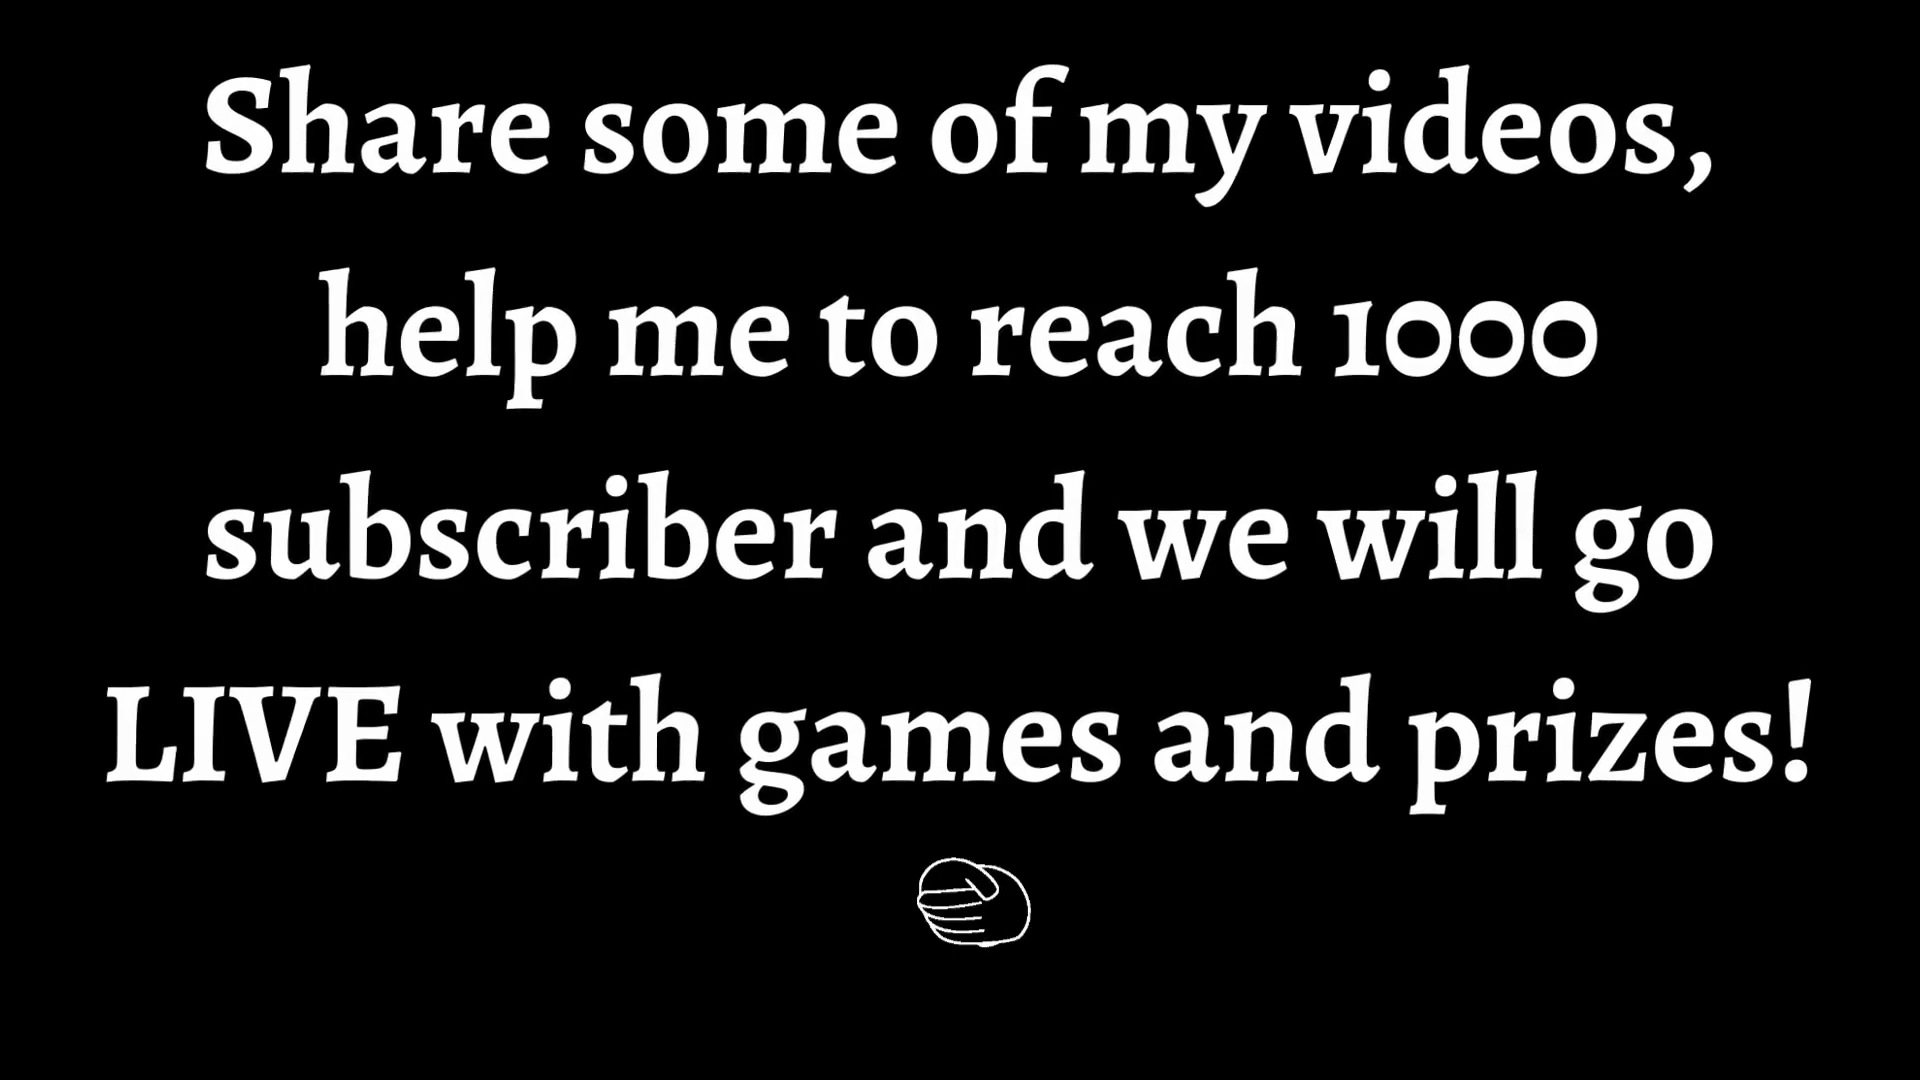 Share some of my videos,
help me to reach 1000
subscriber and we will go
LIVE with games and prizes!